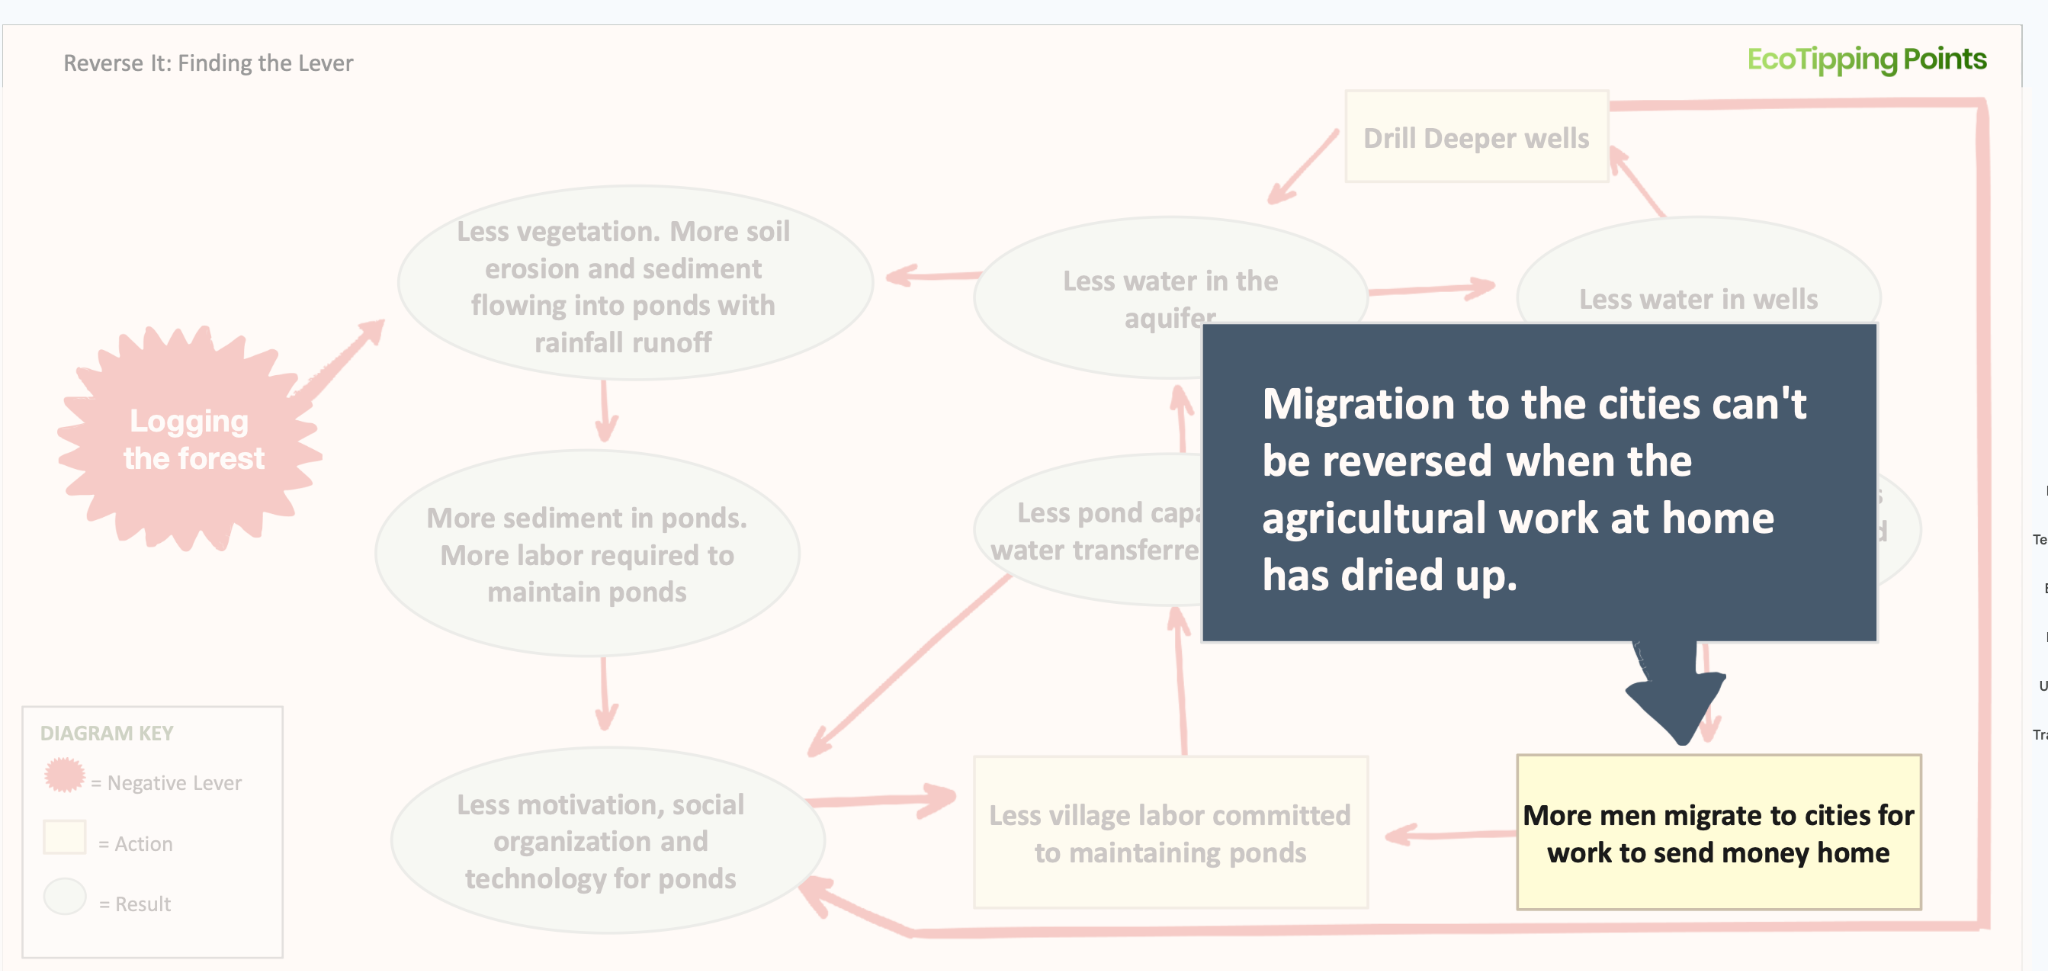 Reverse It: Finding the Lever
EcoTipping Points
Drill Deeper wells
Less vegetation. More soil
erosion and sediment
flowing into ponds with
rainfall runoff
Less water in the
aquifer
Less water in wells
Logging
the forest
Migration to the cities can't
be reversed when the
agricultural work at home
has dried up.
More sediment in ponds.
More labor required to
maintain ponds
Less pond
water
DIAGRAM KEY
= Negative Lever
= Action
= Result
Less motivation, social
organization and
technology for ponds
Less village labor committed
to maintaining ponds
More men migrate to cities for
work to send money home